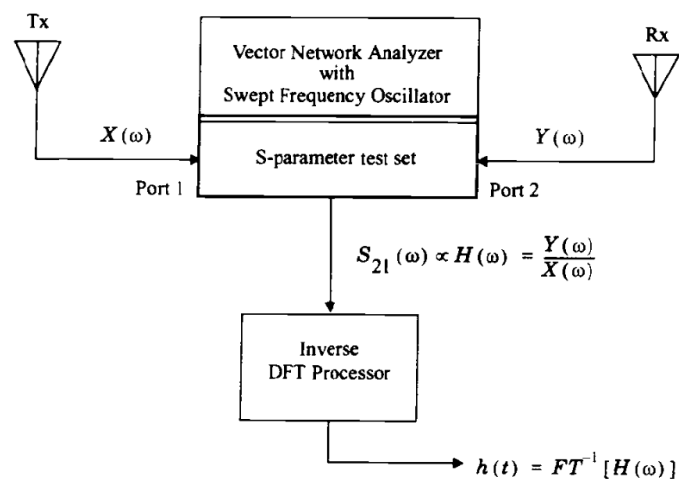 Tx
Rx
Vector Network Analyzer
with
Swept Frequency Oscillator
X(ω)
Y(ω)
S-parameter test set
Port 1
Port 2
S₂₁(ω) ∝ H(ω) = Y(ω)/X(ω)
Inverse
DFT Processor
h(t) = FT⁻¹[H(ω)]